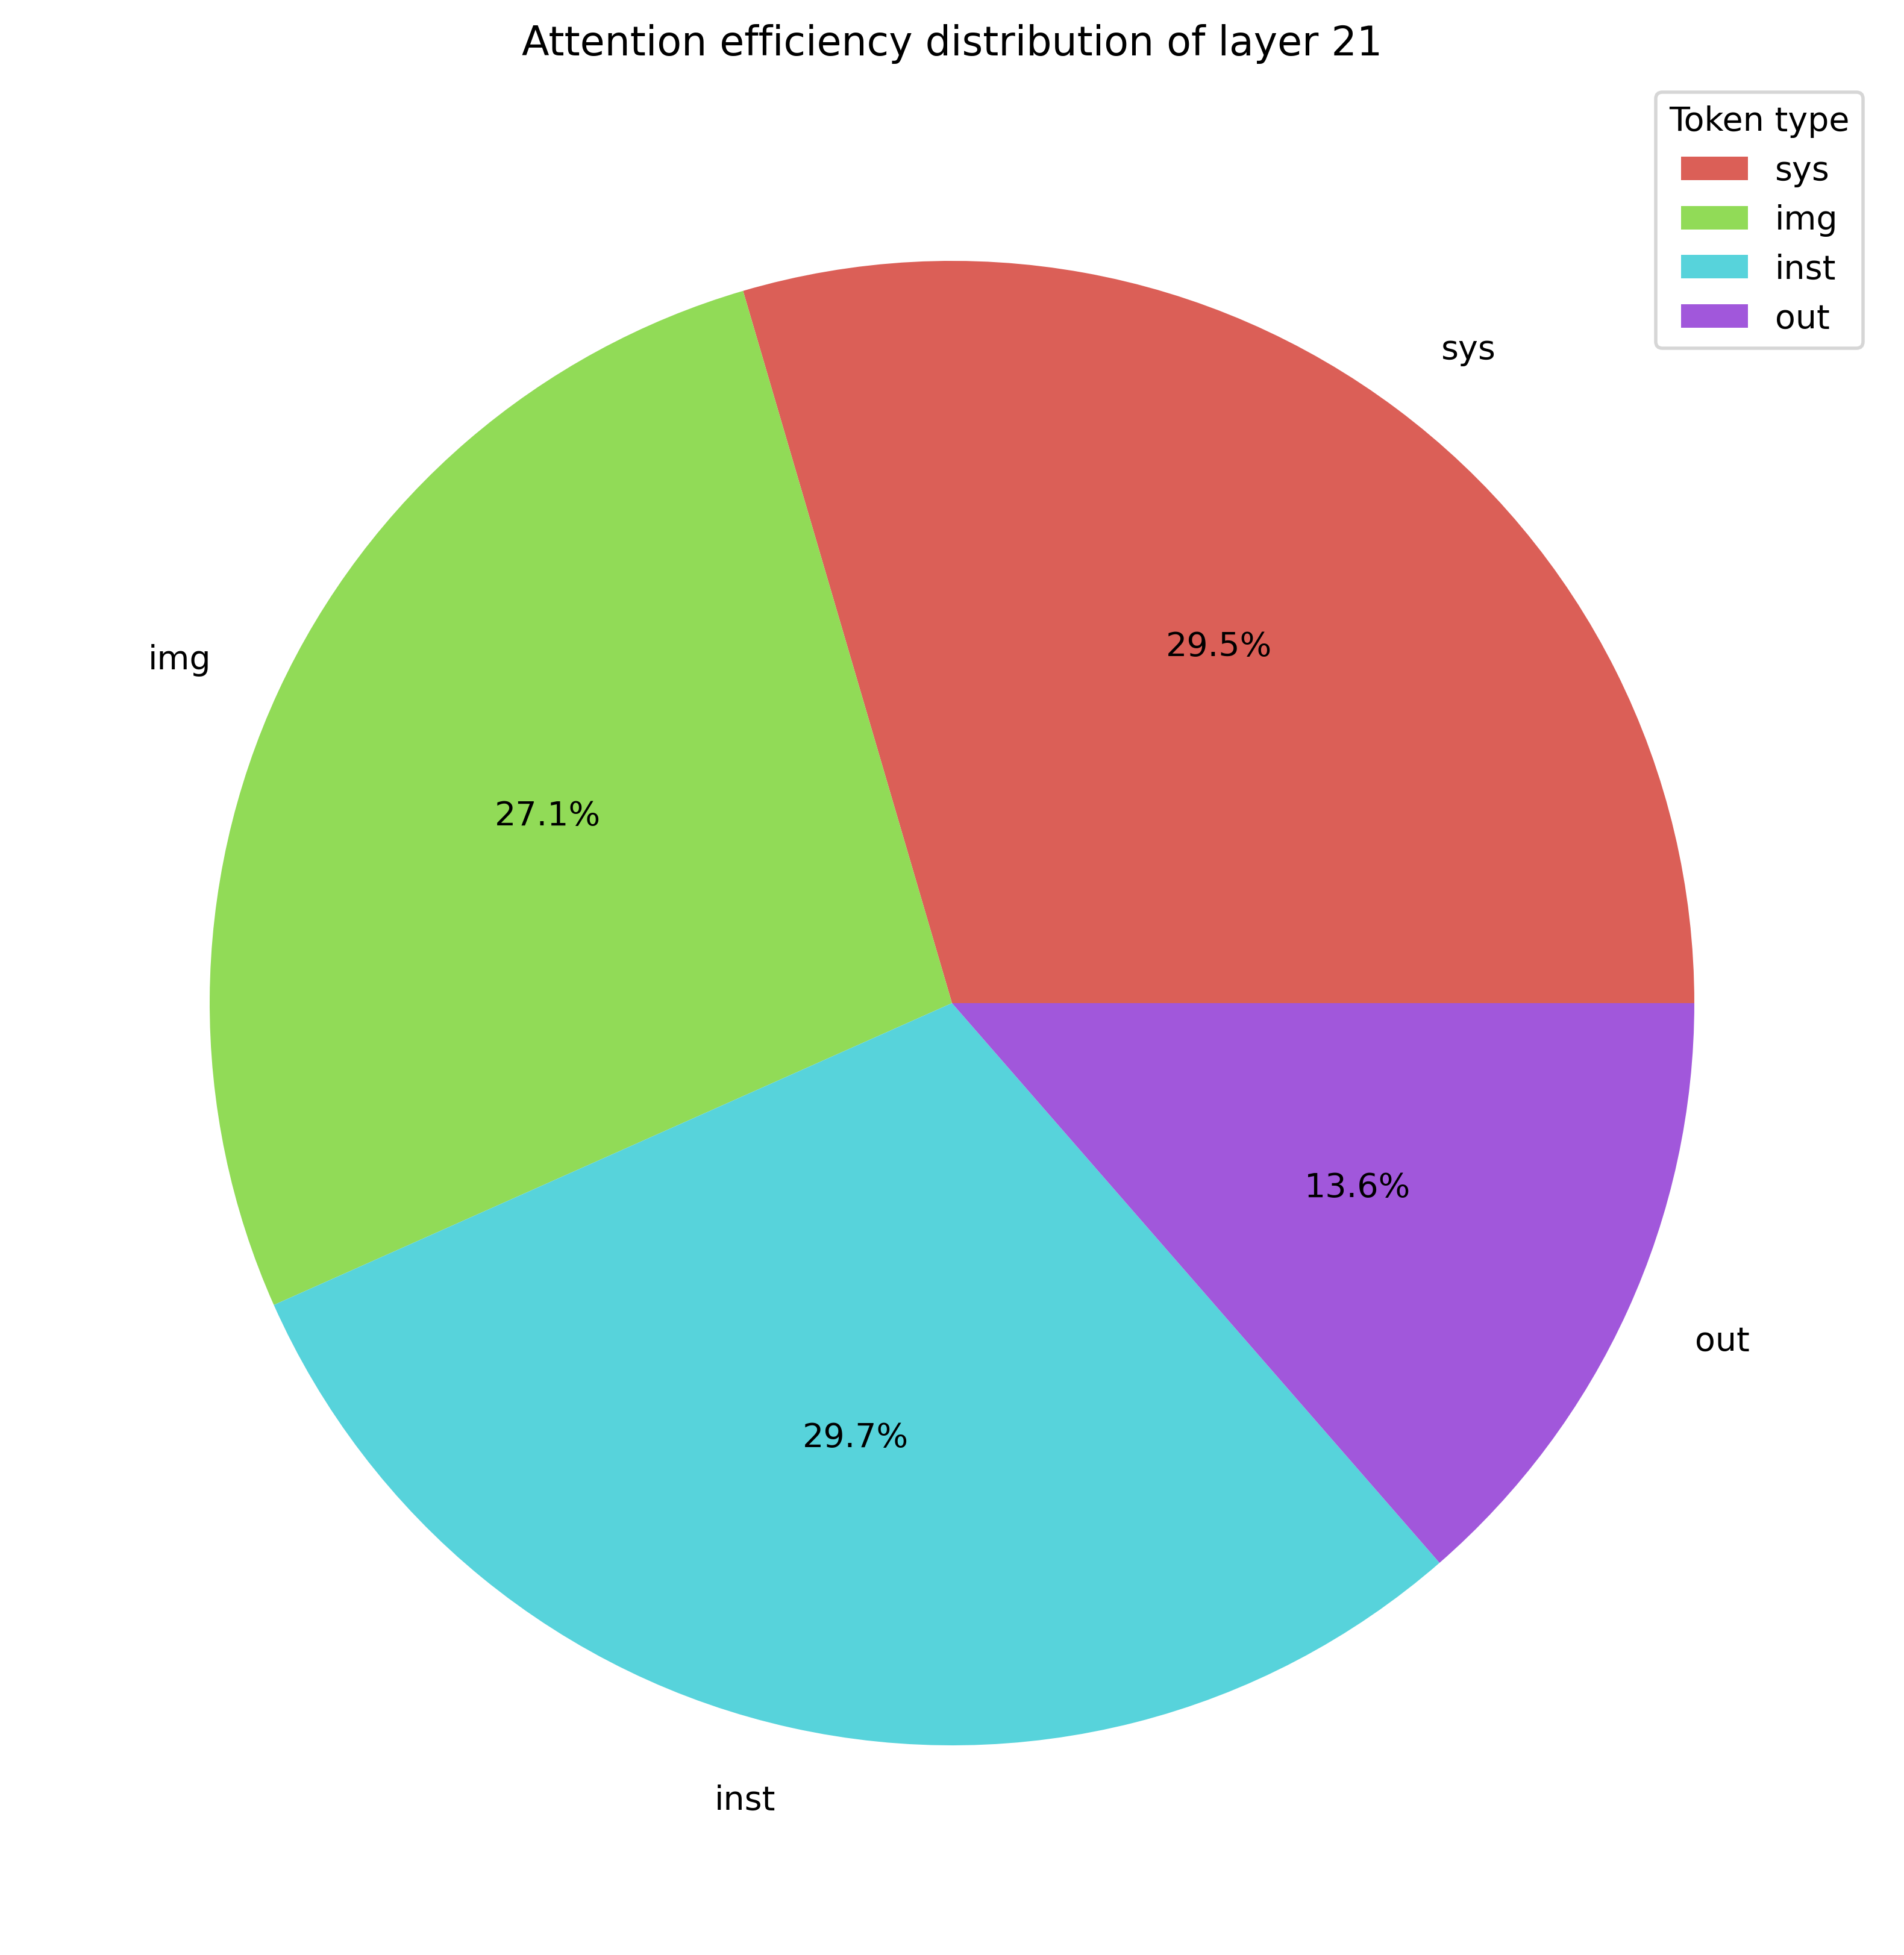 Attention efficiency distribution of layer 21
Token type
sys
img
inst
out
sys
29.5%
img
27.1%
13.6%
out
29.7%
inst